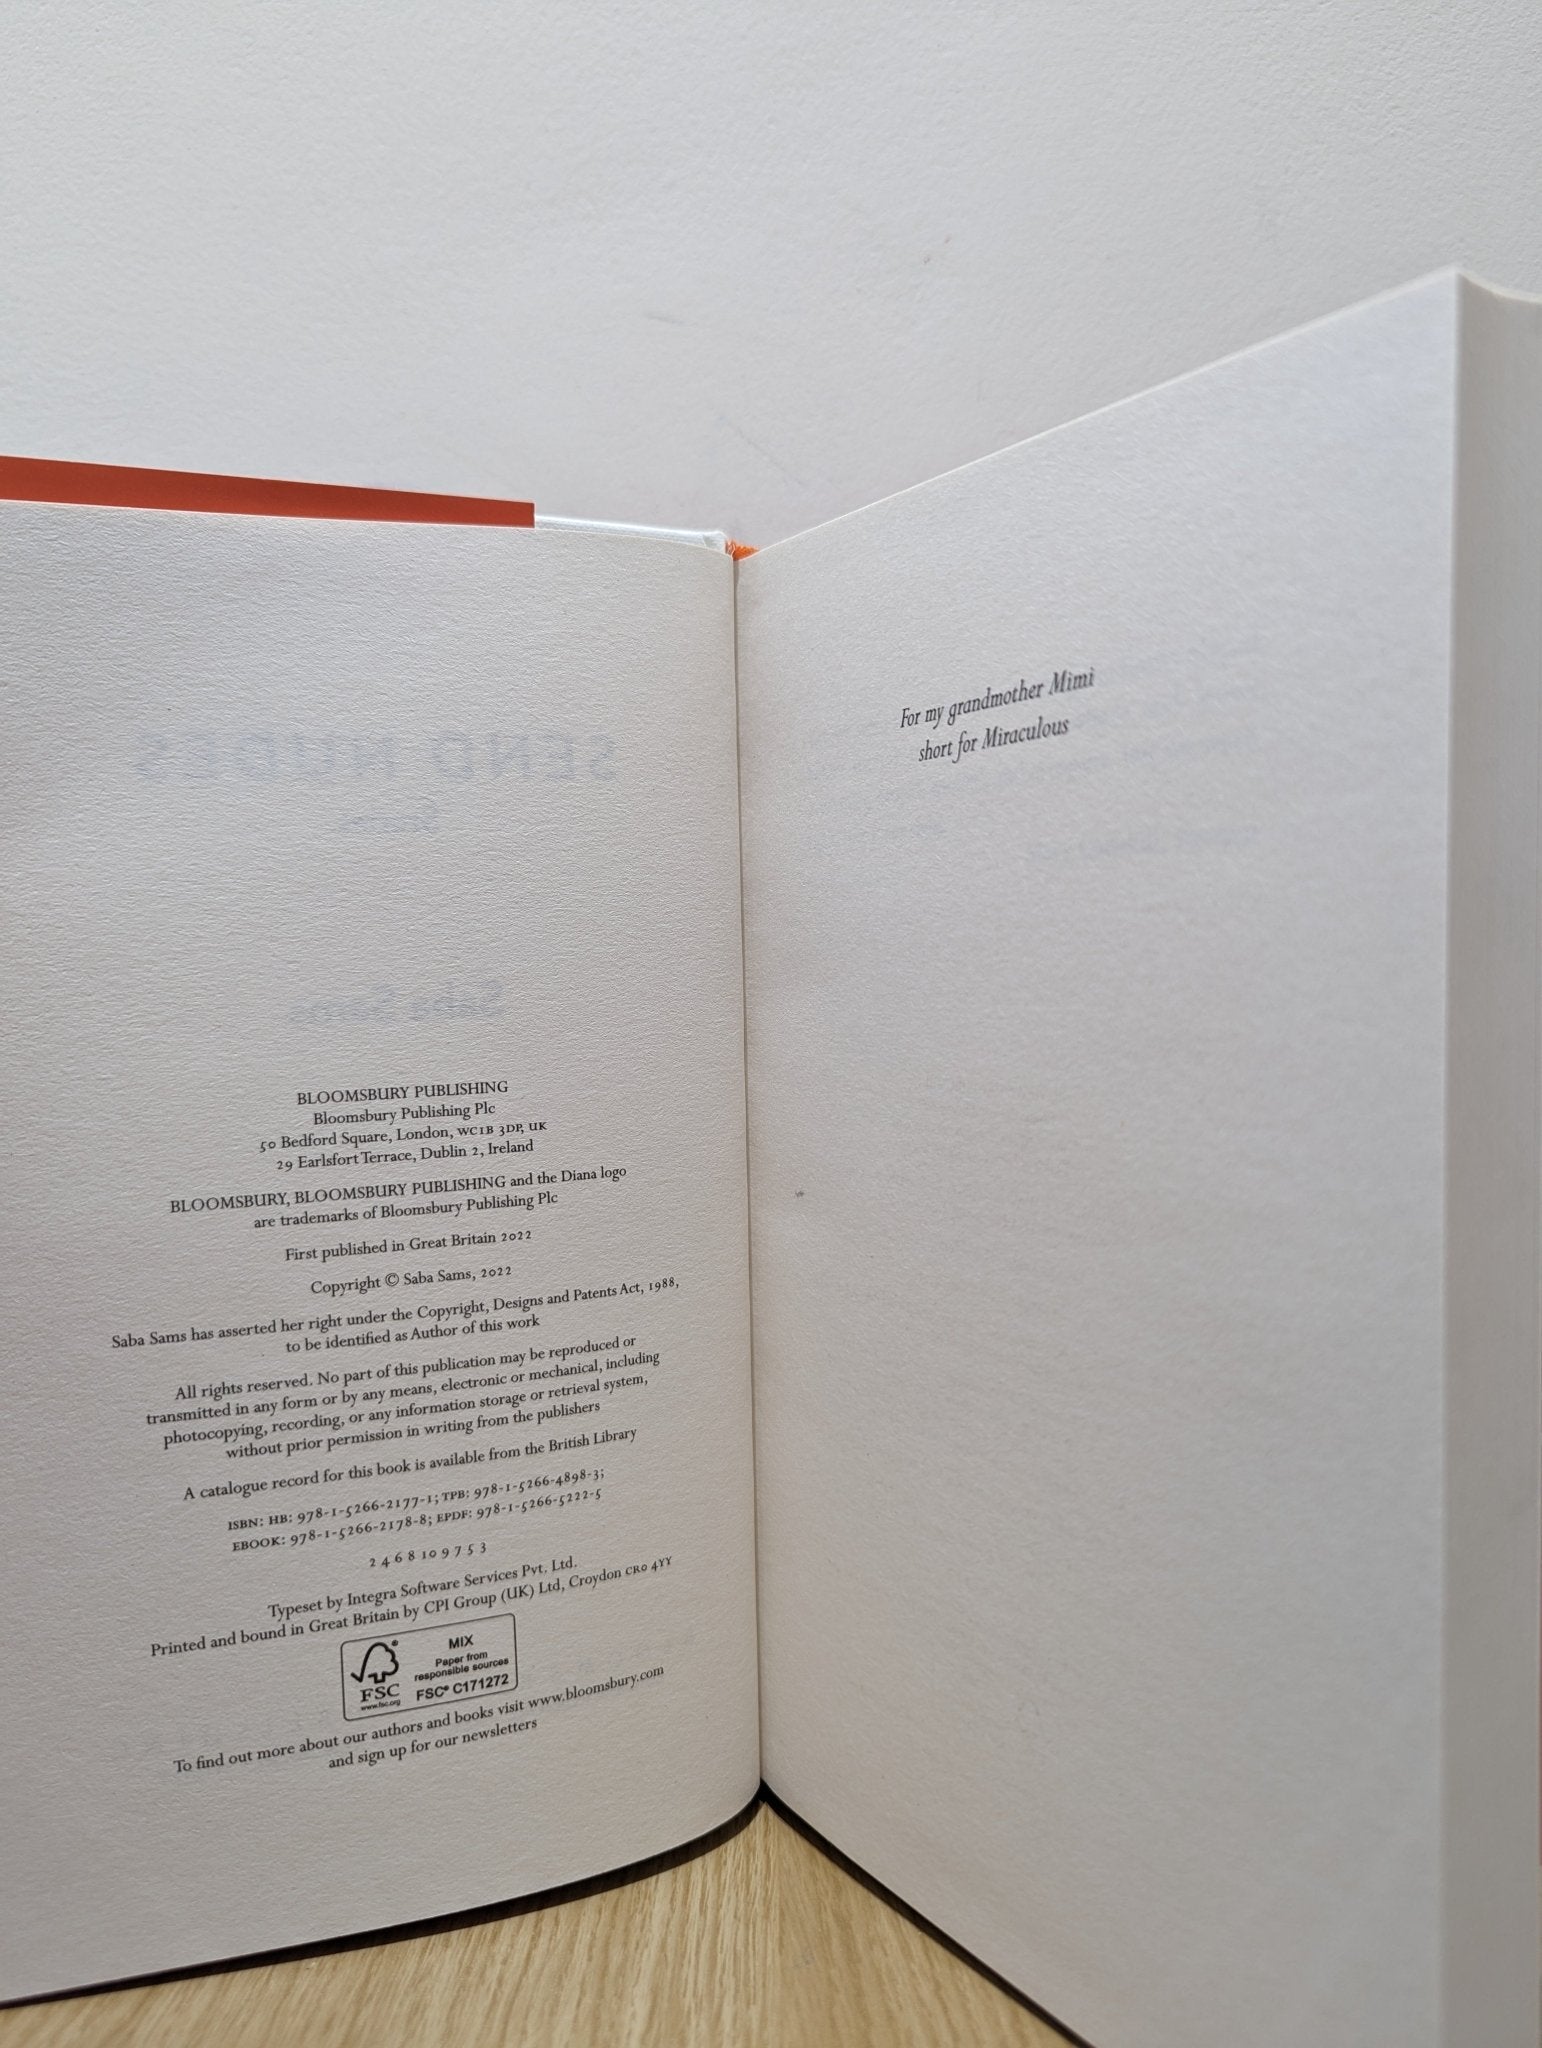 BLOOMSBURY PUBLISHING
Bloomsbury Publishing Plc
50 Bedford Square, London, WC1B 3DP, UK
29 Earlsfort Terrace, Dublin 2, Ireland
BLOOMSBURY, BLOOMSBURY PUBLISHING and the Diana logo
are trademarks of Bloomsbury Publishing Plc
First published in Great Britain 2022
Copyright © Saba Sams, 2022
Saba Sams has asserted her right under the Copyright, Designs and Patents Act, 1988,
to be identified as Author of this work
All rights reserved. No part of this publication may be reproduced or
transmitted in any form or by any means, electronic or mechanical, including
photocopying, recording, or any information storage or retrieval system,
without prior permission in writing from the publishers
A catalogue record for this book is available from the British Library
ISBN: HB: 978-1-5266-2177-1; TPB: 978-1-5266-4898-3;
EBOOK: 978-1-5266-2178-8; EPDF: 978-1-5266-5222-5
2 4 6 8 10 9 7 5 3
Typeset by Integra Software Services Pvt. Ltd.
Printed and bound in Great Britain by CPI Group (UK) Ltd, Croydon CR0 4YY
FSC
www.fsc.org
MIX
Paper from
responsible sources
FSC® C171272
To find out more about our authors and books visit www.bloomsbury.com
and sign up for our newsletters
For my grandmother Mimi
short for Miraculous